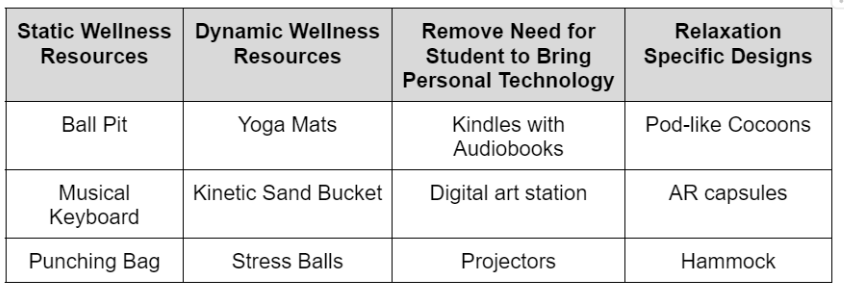 Static Wellness Resources | Dynamic Wellness Resources | Remove Need for Student to Bring Personal Technology | Relaxation Specific Designs
Ball Pit | Yoga Mats | Kindles with Audiobooks | Pod-like Cocoons
Musical Keyboard | Kinetic Sand Bucket | Digital art station | AR capsules
Punching Bag | Stress Balls | Projectors | Hammock